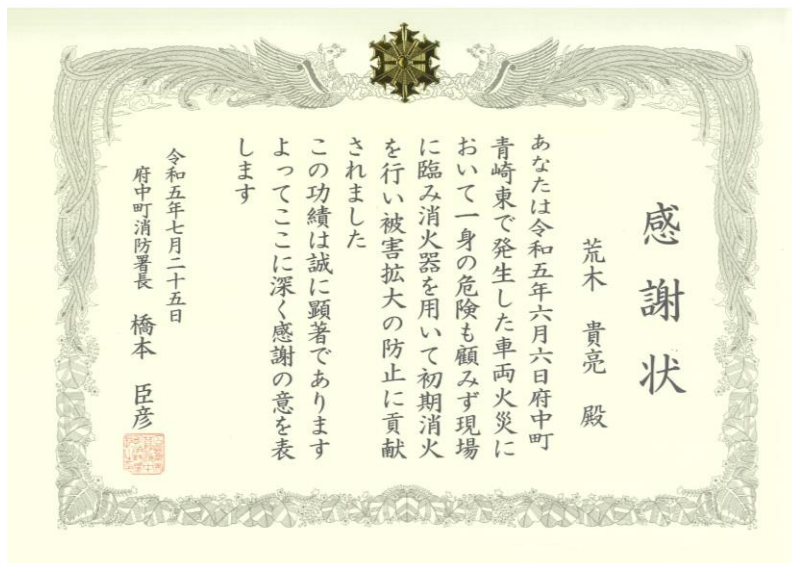 感謝状
荒木 貴亮 殿
あなたは令和五年六月六日府中町
青崎東で発生した車両火災に
おいて一身の危険も顧みず現場
に臨み消火器を用いて初期消火
を行い被害拡大の防止に貢献
されました
この功績は誠に顕著であります
よってここに深く感謝の意を表
します
令和五年七月二十五日
府中町消防署長 橋本 臣彦